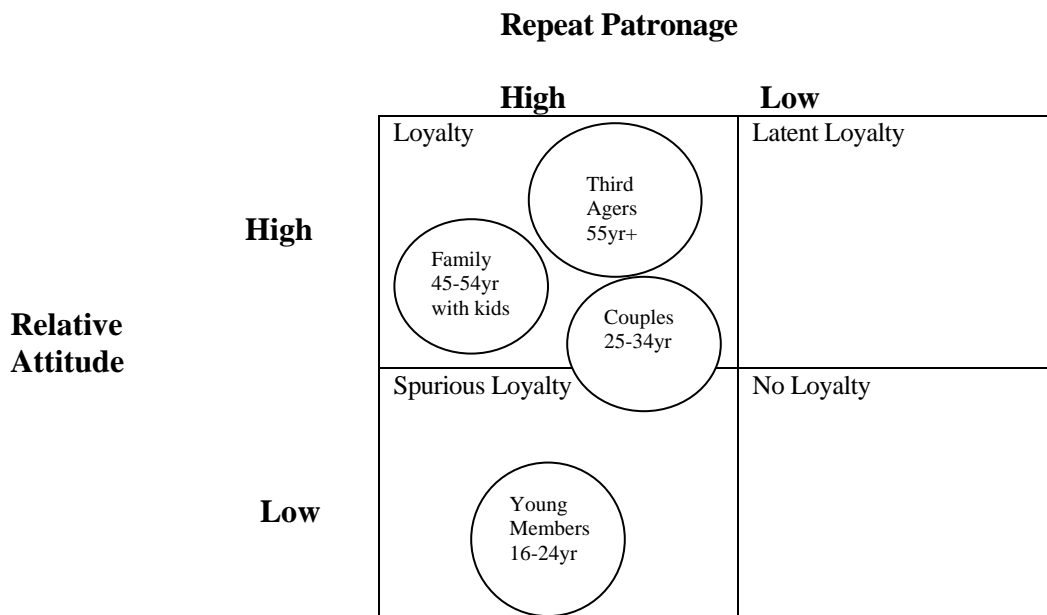 Repeat Patronage
High
Low
Loyalty
Latent Loyalty
Third
Agers
55yr+
High
Family
45-54yr
with kids
Relative
Attitude
Couples
25-34yr
Spurious Loyalty
No Loyalty
Low
Young
Members
16-24yr